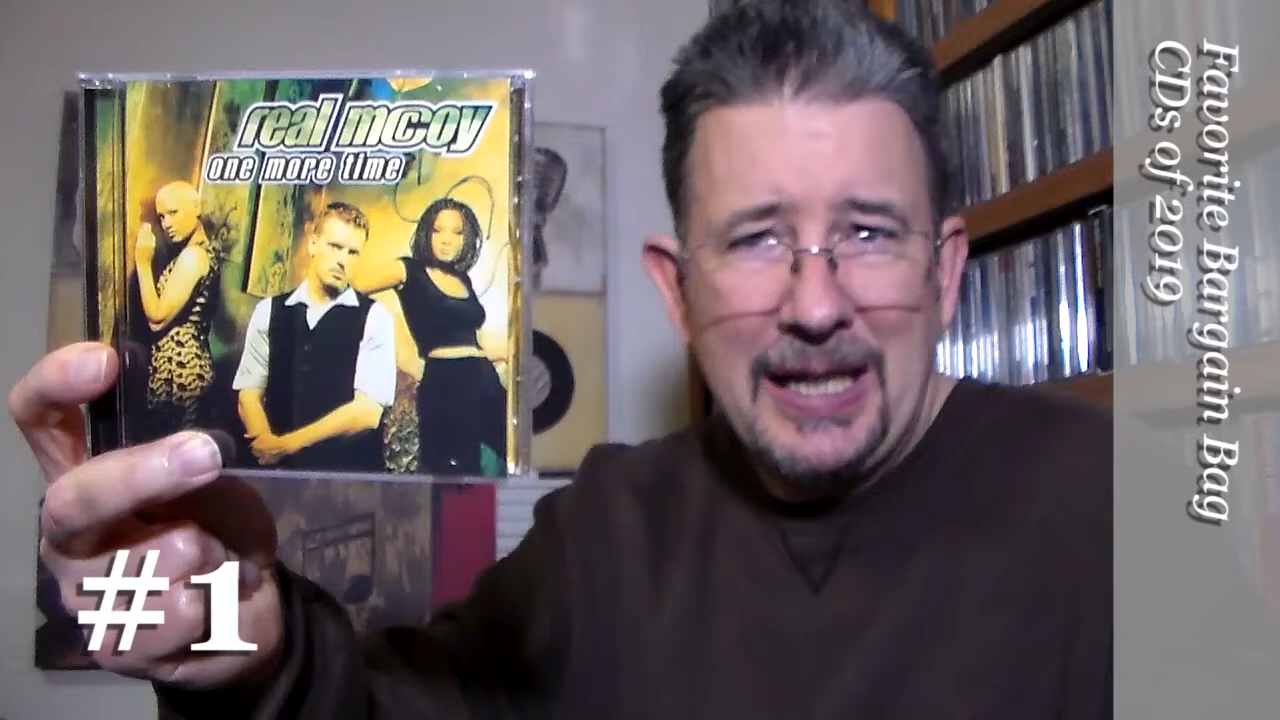 real mccoy
one more time
#1
Favorite Bargain Bag
CDs of 2019